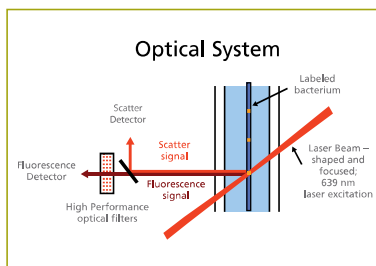 Optical System
Labeled
bacterium
Scatter
Detector
Scatter
signal
Fluorescence
Detector
Fluorescence
signal
High Performance
optical filters
Laser Beam –
shaped and
focused;
639 nm
laser excitation